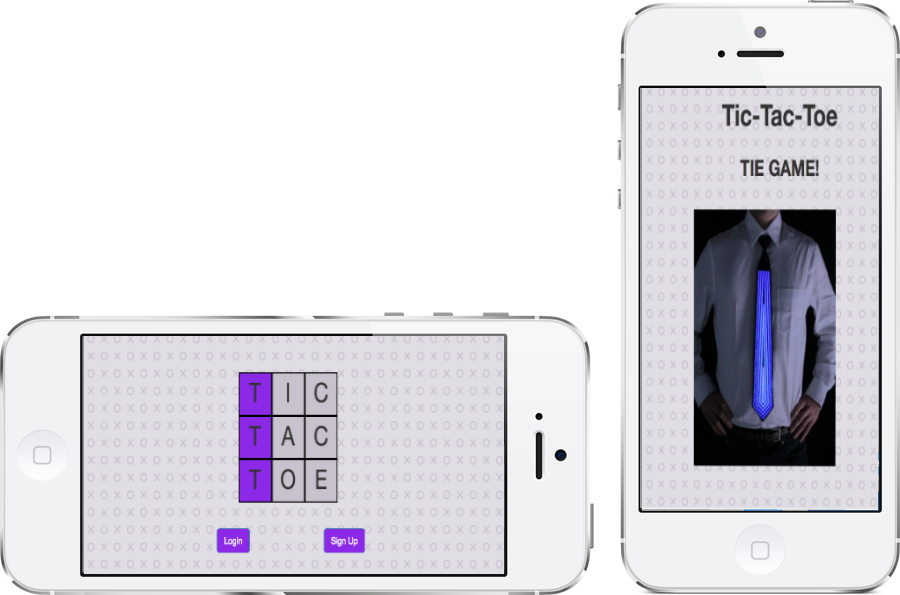 Tic-Tac-Toe
TIE GAME!
T I C
T A C
T O E
Login Sign Up